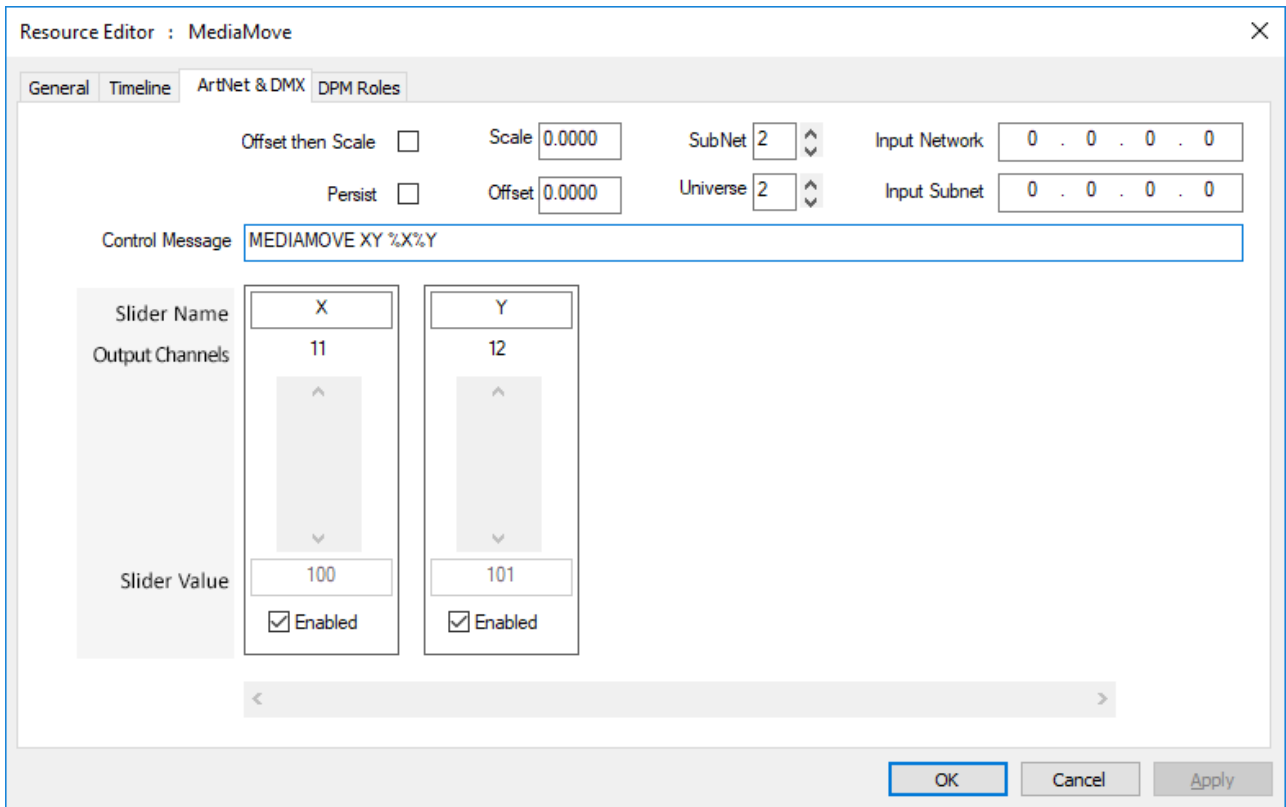 Resource Editor : MediaMove
General Timeline ArtNet & DMX DPM Roles
Offset then Scale Scale 0.0000 SubNet 2 Input Network 0 . 0 . 0 . 0
Persist Offset 0.0000 Universe 2 Input Subnet 0 . 0 . 0 . 0
Control Message MEDIAMOVE XY %X%Y
Slider Name X Y
Output Channels 11 12
Slider Value 100 101
Enabled Enabled
OK Cancel Apply